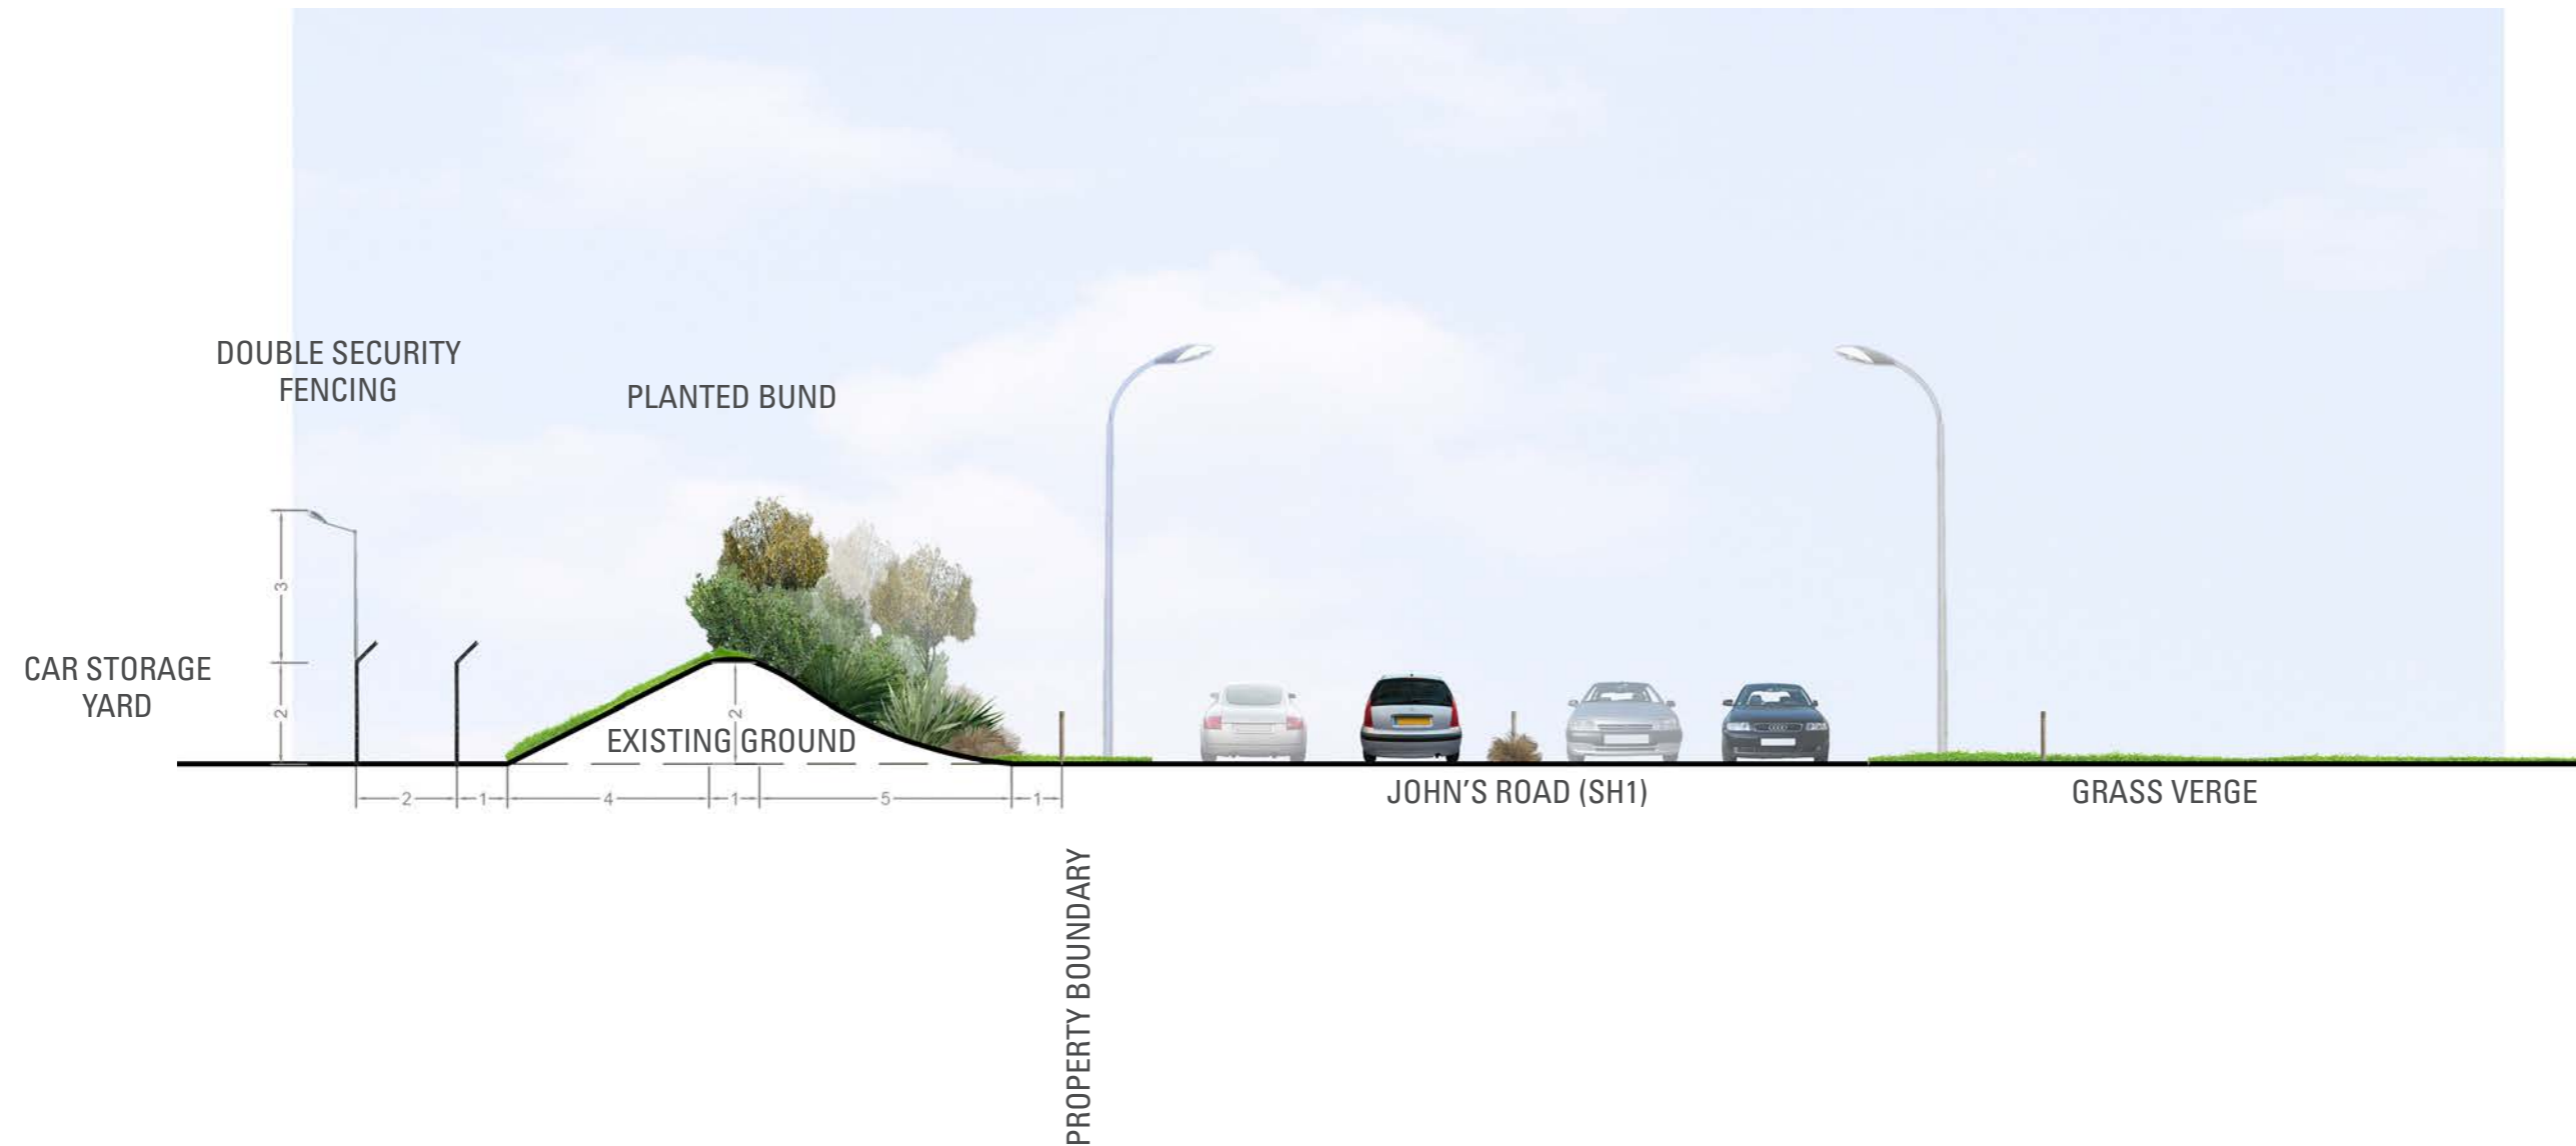 DOUBLE SECURITY
FENCING
PLANTED BUND
3
CAR STORAGE
YARD
2
2
EXISTING GROUND
2
1
4
1
5
1
JOHN'S ROAD (SH1)
GRASS VERGE
PROPERTY BOUNDARY